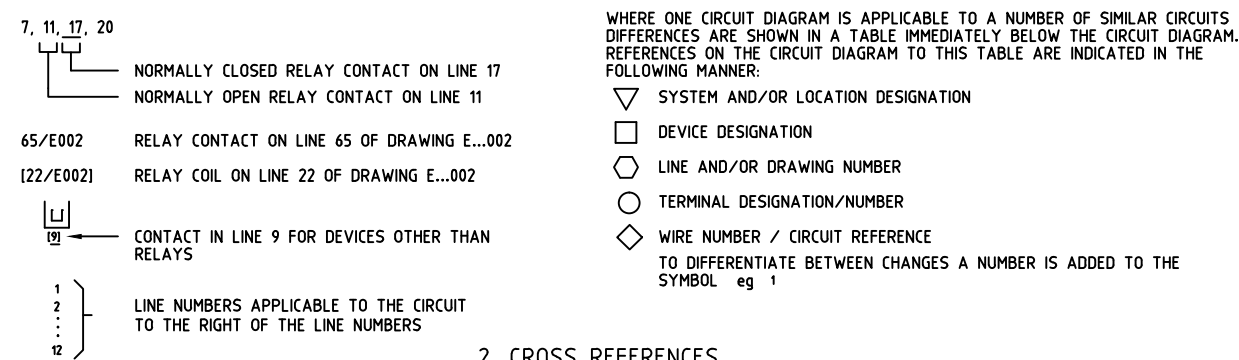 7, 11, 17, 20
NORMALLY CLOSED RELAY CONTACT ON LINE 17
NORMALLY OPEN RELAY CONTACT ON LINE 11
65/E002 RELAY CONTACT ON LINE 65 OF DRAWING E...002
[22/E002] RELAY COIL ON LINE 22 OF DRAWING E...002
[9] CONTACT IN LINE 9 FOR DEVICES OTHER THAN
RELAYS
1
2
12
LINE NUMBERS APPLICABLE TO THE CIRCUIT
TO THE RIGHT OF THE LINE NUMBERS
WHERE ONE CIRCUIT DIAGRAM IS APPLICABLE TO A NUMBER OF SIMILAR CIRCUITS
DIFFERENCES ARE SHOWN IN A TABLE IMMEDIATELY BELOW THE CIRCUIT DIAGRAM.
REFERENCES ON THE CIRCUIT DIAGRAM TO THIS TABLE ARE INDICATED IN THE
FOLLOWING MANNER:
SYSTEM AND/OR LOCATION DESIGNATION
DEVICE DESIGNATION
LINE AND/OR DRAWING NUMBER
TERMINAL DESIGNATION/NUMBER
WIRE NUMBER / CIRCUIT REFERENCE
TO DIFFERENTIATE BETWEEN CHANGES A NUMBER IS ADDED TO THE
SYMBOL eg 1
2 CROSS REFERENCES